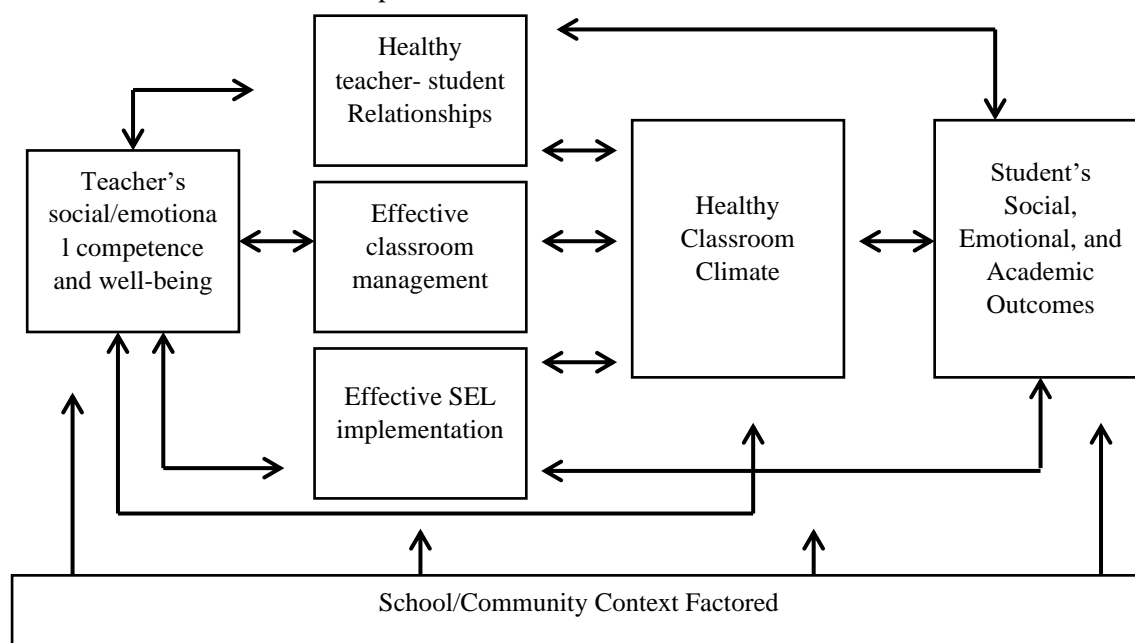 Healthy
teacher- student
Relationships
Teacher’s
social/emotiona
l competence
and well-being
Effective
classroom
management
Healthy
Classroom
Climate
Student’s
Social,
Emotional, and
Academic
Outcomes
Effective SEL
implementation
School/Community Context Factored